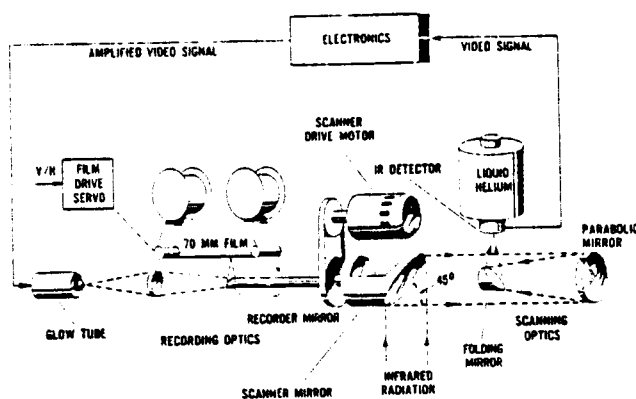 ELECTRONICS
AMPLIFIED VIDEO SIGNAL
VIDEO SIGNAL
SCANNER
DRIVE MOTOR
IR DETECTOR
LIQUID
HELIUM
V/H
FILM
DRIVE
SERVO
70 MM FILM
PARABOLIC
MIRROR
45°
GLOW TUBE
RECORDING OPTICS
RECORDER MIRROR
SCANNER MIRROR
INFRARED
RADIATION
FOLDING
MIRROR
SCANNING
OPTICS